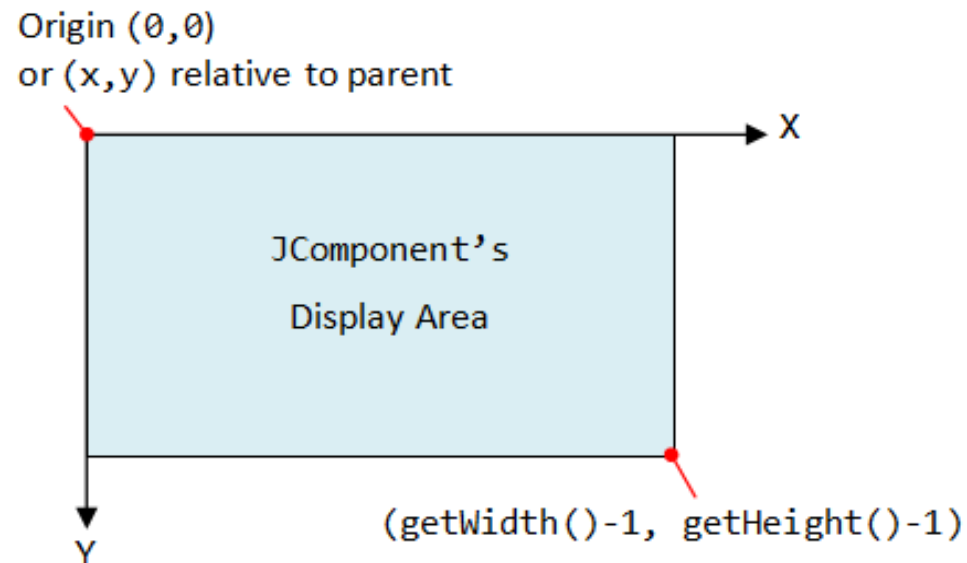 Origin (0,0)
or (x,y) relative to parent
X
JComponent’s
Display Area
(getWidth()-1, getHeight()-1)
Y